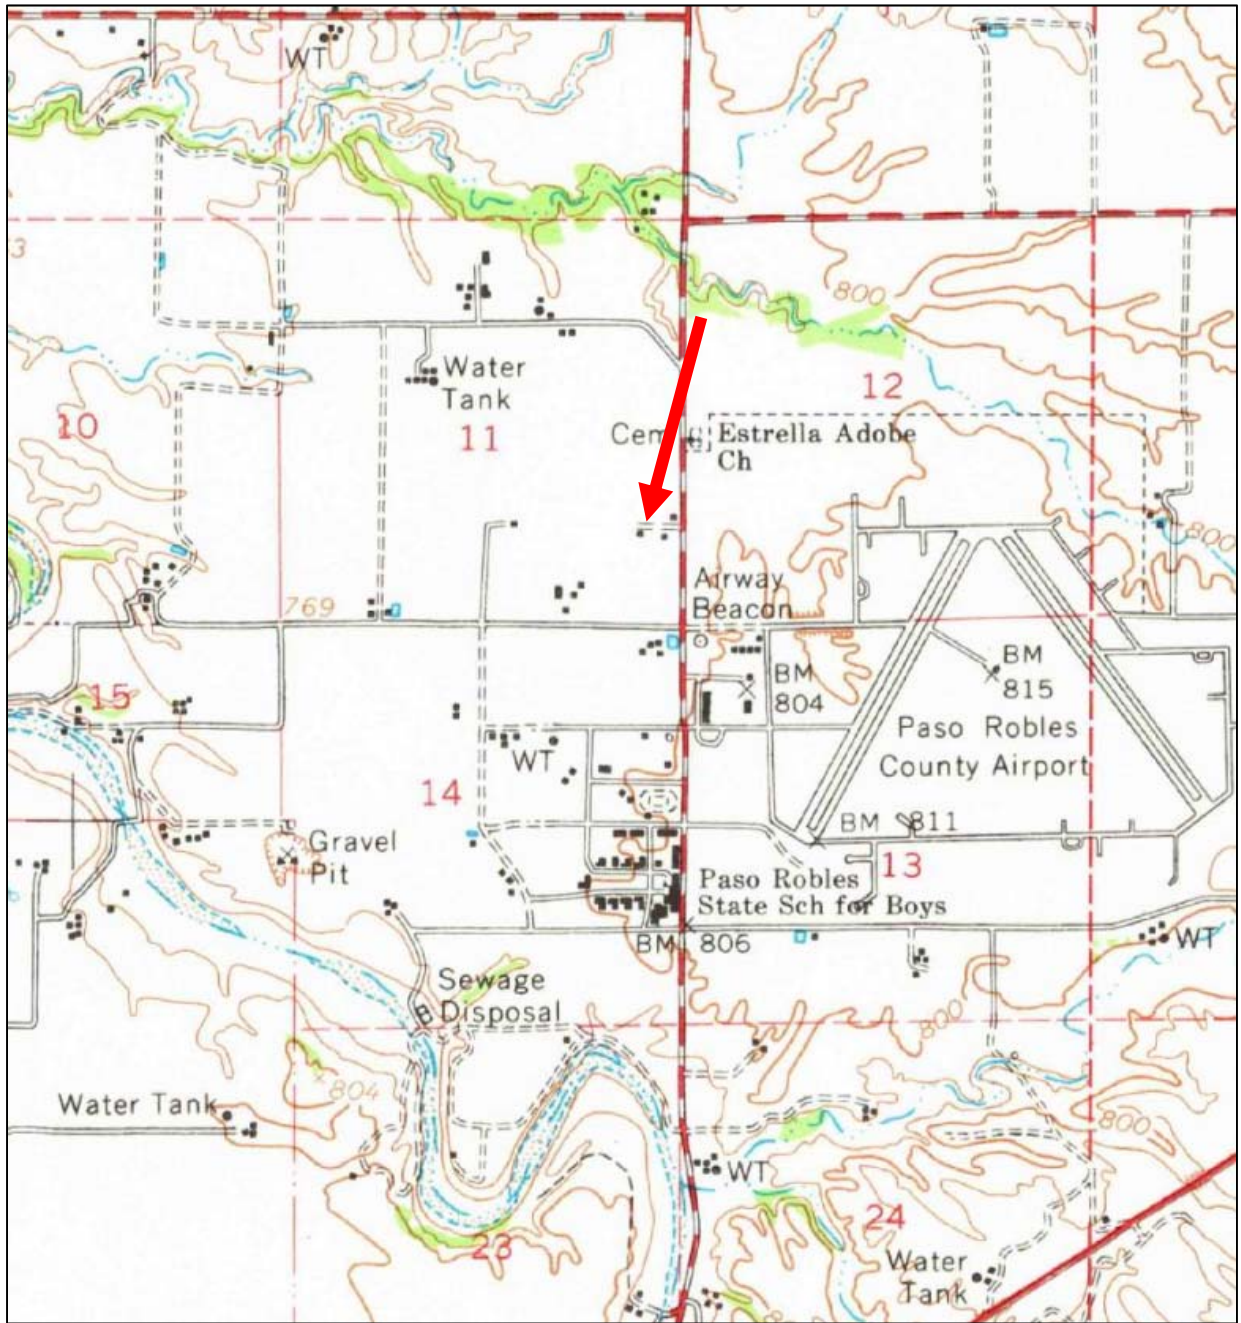 WT
800
12
Water
Tank
10
11
Cem
Estrella Adobe
Ch
800
Airway
Beacon
769
BM
804
BM
815
15
Paso Robles
County Airport
WT
14
BM 811
Gravel
Pit
13
Paso Robles
State Sch for Boys
BM 806
WT
Sewage
Disposal
800
804
Water Tank
800
WT
24
23
Water
Tank